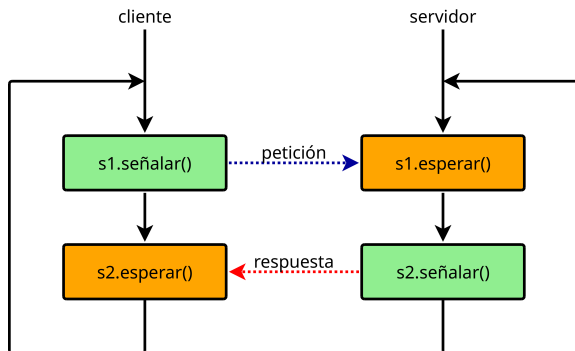 cliente
servidor
s1.señalar()
petición
s1.esperar()
s2.esperar()
respuesta
s2.señalar()